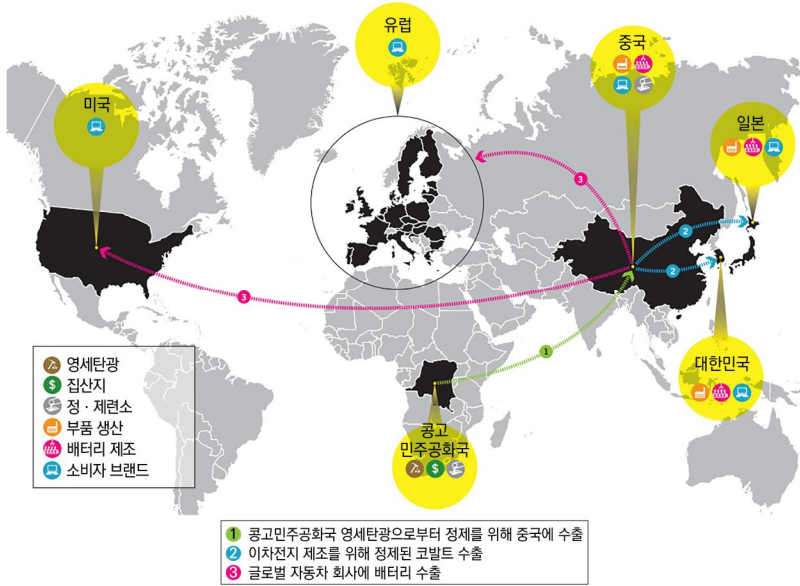 유럽
중국
미국
일본
3
2
2
3
1
대한민국
콩고
민주공화국
$
영세탄광
$ 집산지
정 · 제련소
부품 생산
배터리 제조
소비자 브랜드
1 콩고민주공화국 영세탄광으로부터 정제를 위해 중국에 수출
2 이차전지 제조를 위해 정제된 코발트 수출
3 글로벌 자동차 회사에 배터리 수출